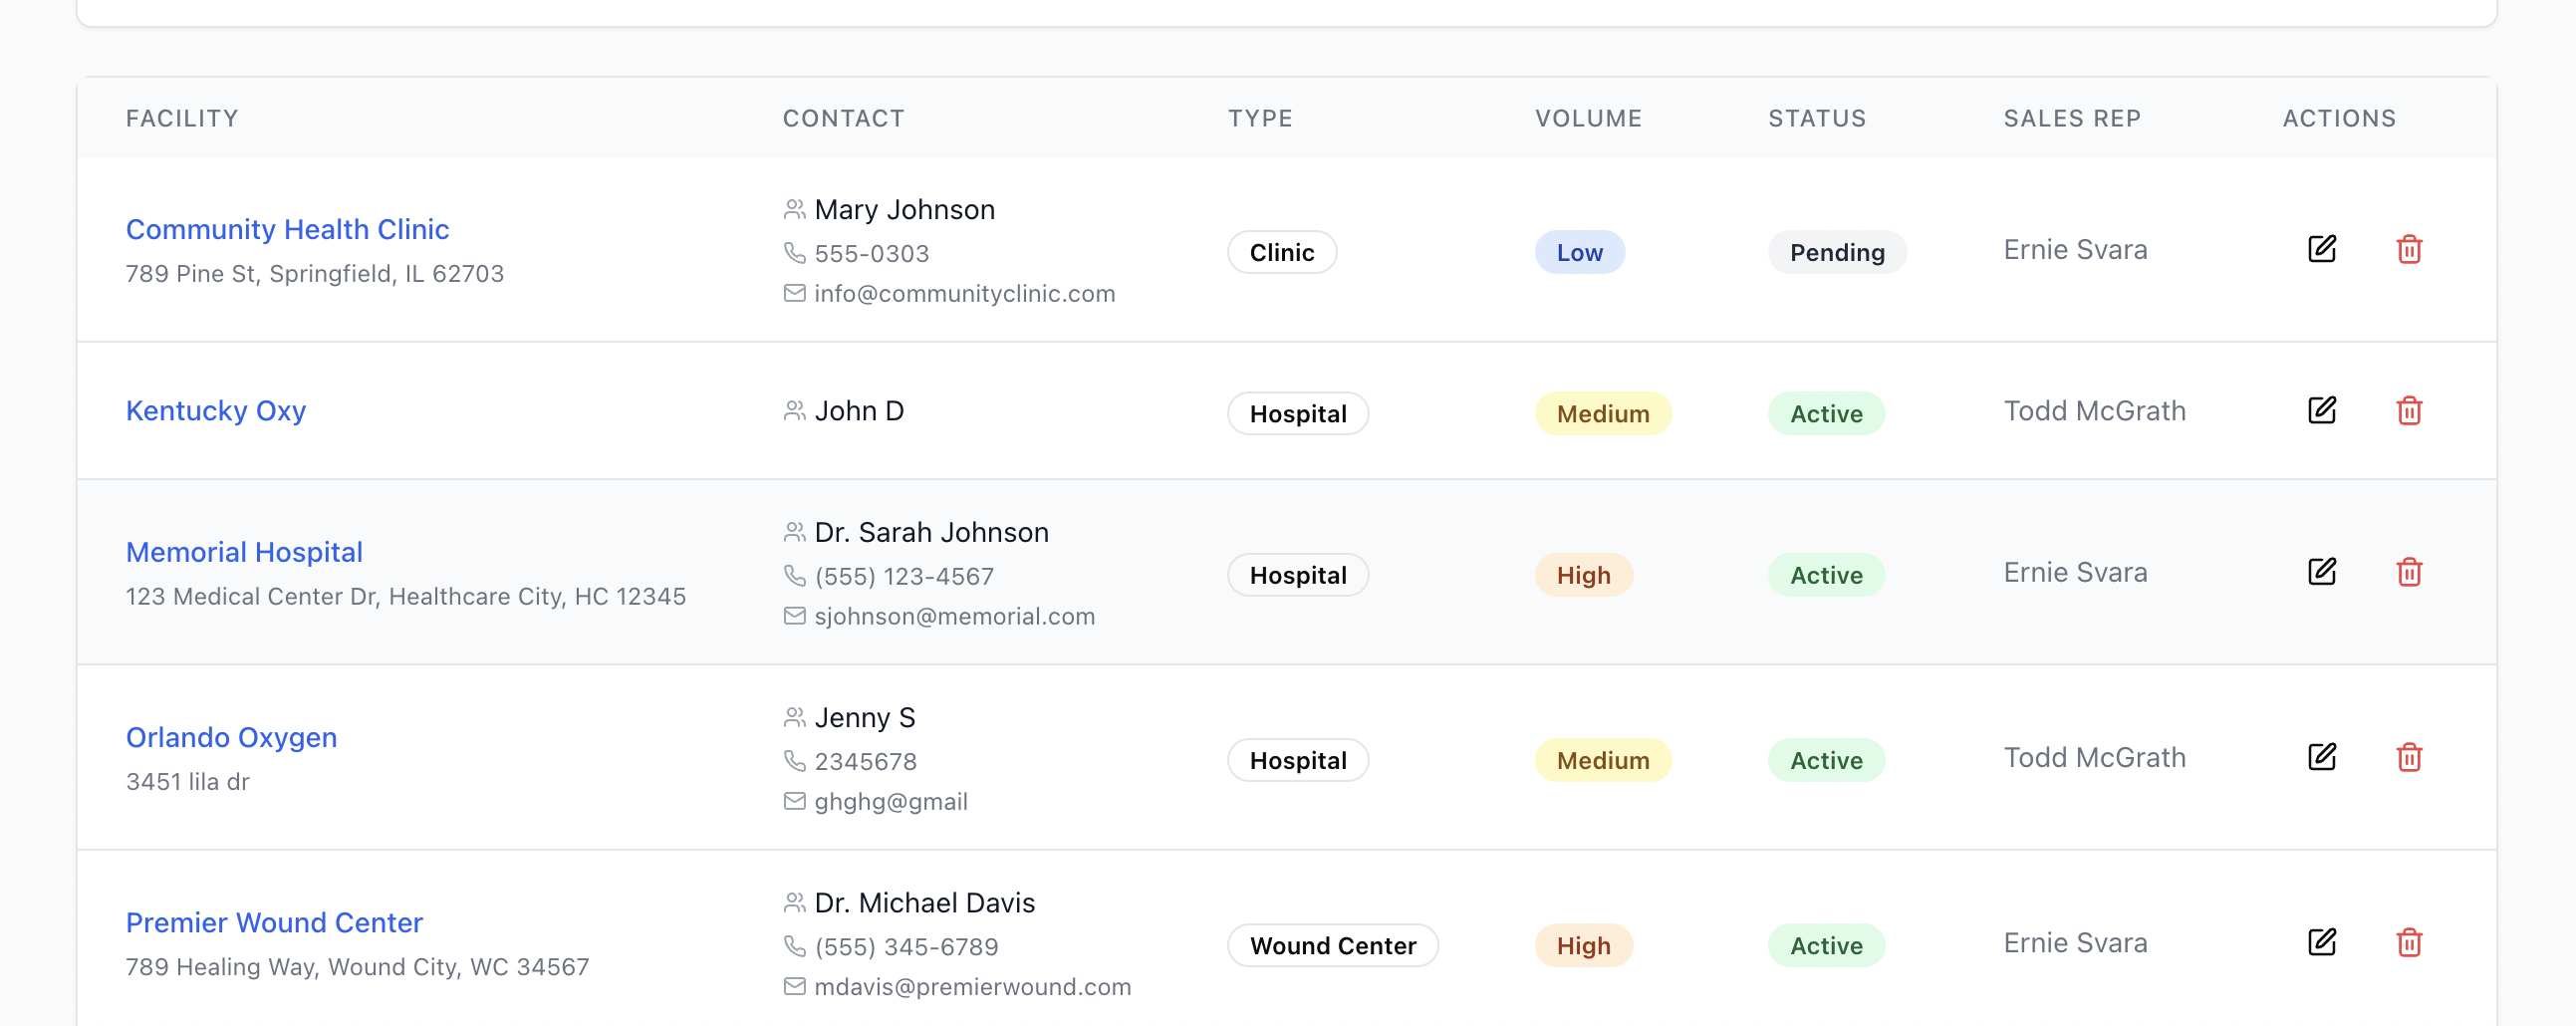 FACILITY CONTACT TYPE VOLUME STATUS SALES REP ACTIONS
Community Health Clinic
789 Pine St, Springfield, IL 62703
Mary Johnson
555-0303
info@communityclinic.com
Clinic
Low
Pending
Ernie Svara
Kentucky Oxy
John D
Hospital
Medium
Active
Todd McGrath
Memorial Hospital
123 Medical Center Dr, Healthcare City, HC 12345
Dr. Sarah Johnson
(555) 123-4567
sjohnson@memorial.com
Hospital
High
Active
Ernie Svara
Orlando Oxygen
3451 lila dr
Jenny S
2345678
ghghg@gmail
Hospital
Medium
Active
Todd McGrath
Premier Wound Center
789 Healing Way, Wound City, WC 34567
Dr. Michael Davis
(555) 345-6789
mdavis@premierwound.com
Wound Center
High
Active
Ernie Svara